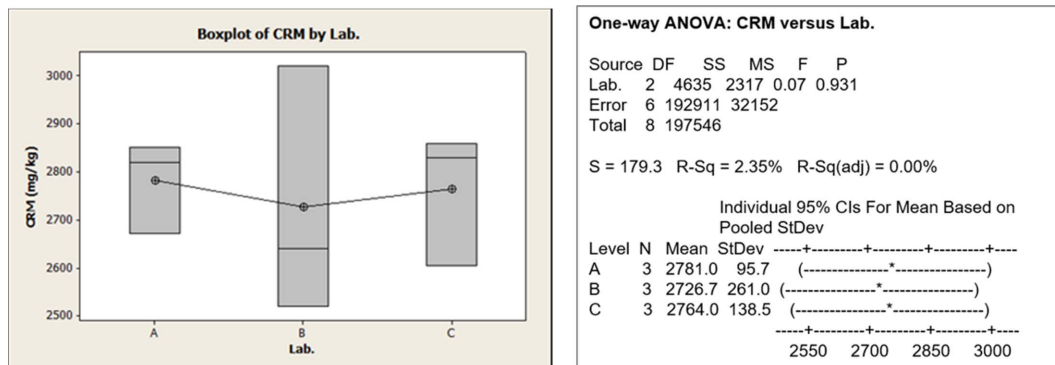 Boxplot of CRM by Lab.
3000
2900
2800
2700
2600
2500
CRM (mg/kg)
A B C
Lab.
One-way ANOVA: CRM versus Lab.
Source DF SS MS F P
Lab. 2 4635 2317 0.07 0.931
Error 6 192911 32152
Total 8 197546
S = 179.3 R-Sq = 2.35% R-Sq(adj) = 0.00%
Individual 95% CIs For Mean Based on
Pooled StDev
Level N Mean StDev -----+---------+---------+---------+----
A 3 2781.0 95.7 (--------------*---------------)
B 3 2726.7 261.0 (---------------*---------------)
C 3 2764.0 138.5 (---------------*---------------)
-----+---------+---------+---------+----
2550 2700 2850 3000